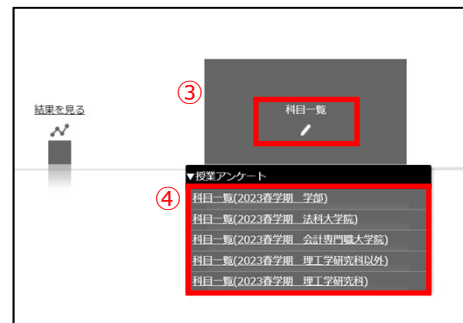 ③
結果を見る
科目一覧
▼授業アンケート
④
科目一覧(2023春学期　学部)
科目一覧(2023春学期　法科大学院)
科目一覧(2023春学期　会計専門職大学院)
科目一覧(2023春学期　理工学研究科以外)
科目一覧(2023春学期　理工学研究科)